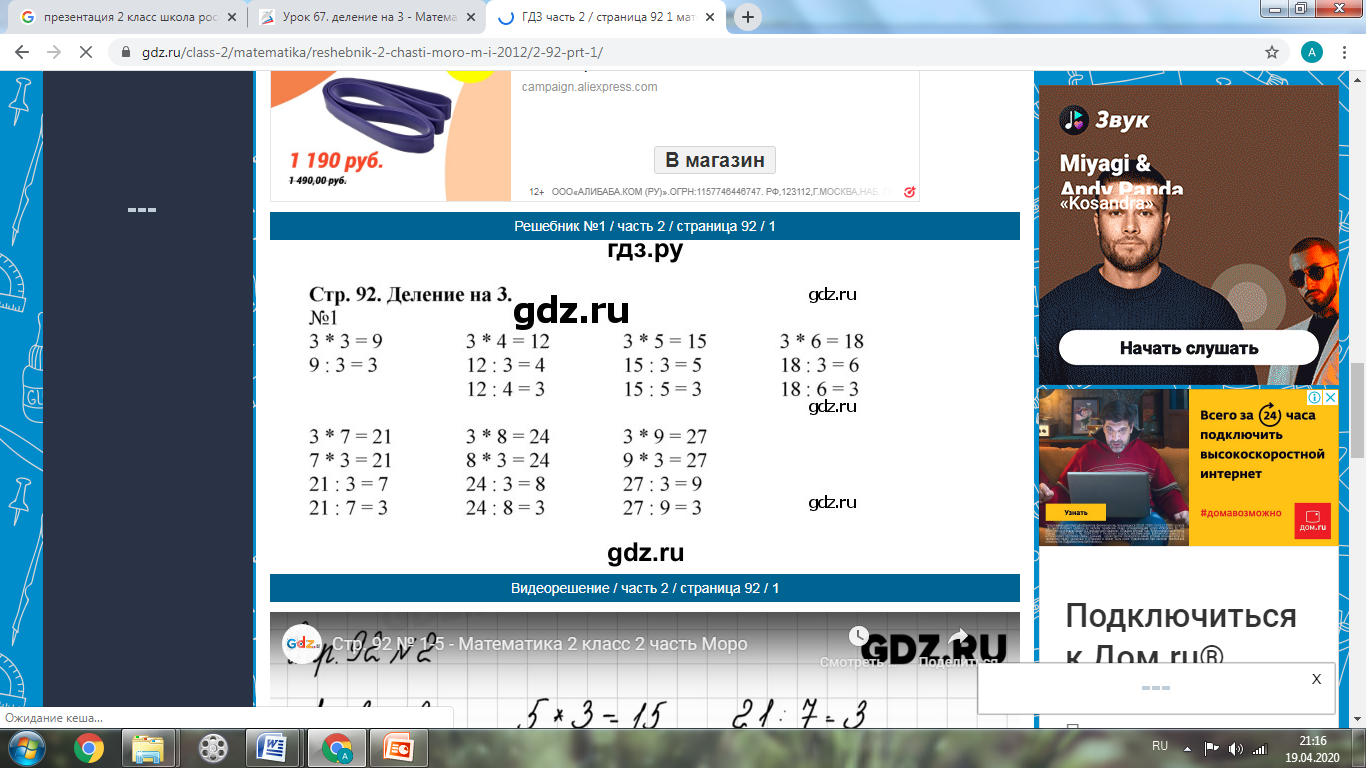 презентация 2 класс школа рос
Урок 67. деление на 3 - Матема
ГДЗ часть 2 / страница 92 1 мат
gdz.ru/class-2/matematika/reshebnik-2-chasti-moro-m-i-2012/2-92-prt-1/
A
campaign.aliexpress.com
1 190 руб.
1 490,00 руб.
В магазин
12+ ООО«АЛИБАБА.КОМ (РУ)».ОГРН:1157746446747. РФ,123112,Г.МОСКВА,НАБ.
Решебник №1 / часть 2 / страница 92 / 1
гдз.ру
Стр. 92. Деление на 3.
gdz.ru
gdz.ru
№1
3 * 3 = 9 3 * 4 = 12 3 * 5 = 15 3 * 6 = 18
9 : 3 = 3 12 : 3 = 4 15 : 3 = 5 18 : 3 = 6
12 : 4 = 3 15 : 5 = 3 18 : 6 = 3
gdz.ru
3 * 7 = 21 3 * 8 = 24 3 * 9 = 27
7 * 3 = 21 8 * 3 = 24 9 * 3 = 27
21 : 3 = 7 24 : 3 = 8 27 : 3 = 9
21 : 7 = 3 24 : 8 = 3 27 : 9 = 3
gdz.ru
gdz.ru
Видеорешение / часть 2 / страница 92 / 1
Gdz.ru
Стр. 92 № 1-5 - Математика 2 класс 2 часть Моро
GDZ.RU
Смотреть
Поделиться
5 * 3 = 15 21 : 7 = 3
Звук
Miyagi &
Andy Panda
«Kosandra»
Начать слушать
Всего за 24 часа
подключить
высокоскоростной
интернет
#домавозможно
Узнать
дом.ru
Подключиться
к Дом.ru®
X
Ожидание кеша...
RU
21:16
19.04.2020